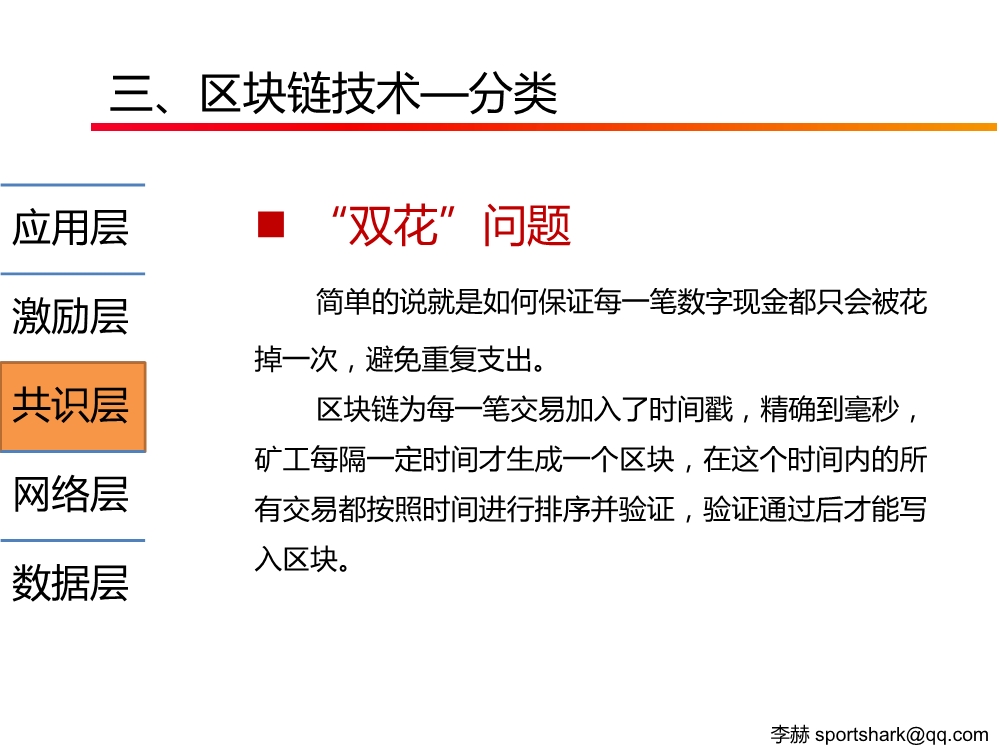 三、区块链技术—分类
应用层
激励层
共识层
网络层
数据层
■ “双花”问题
简单的说就是如何保证每一笔数字现金都只会被花
掉一次，避免重复支出。
区块链为每一笔交易加入了时间戳，精确到毫秒，
矿工每隔一定时间才生成一个区块，在这个时间内的所
有交易都按照时间进行排序并验证，验证通过后才能写
入区块。
李赫 sportshark@qq.com